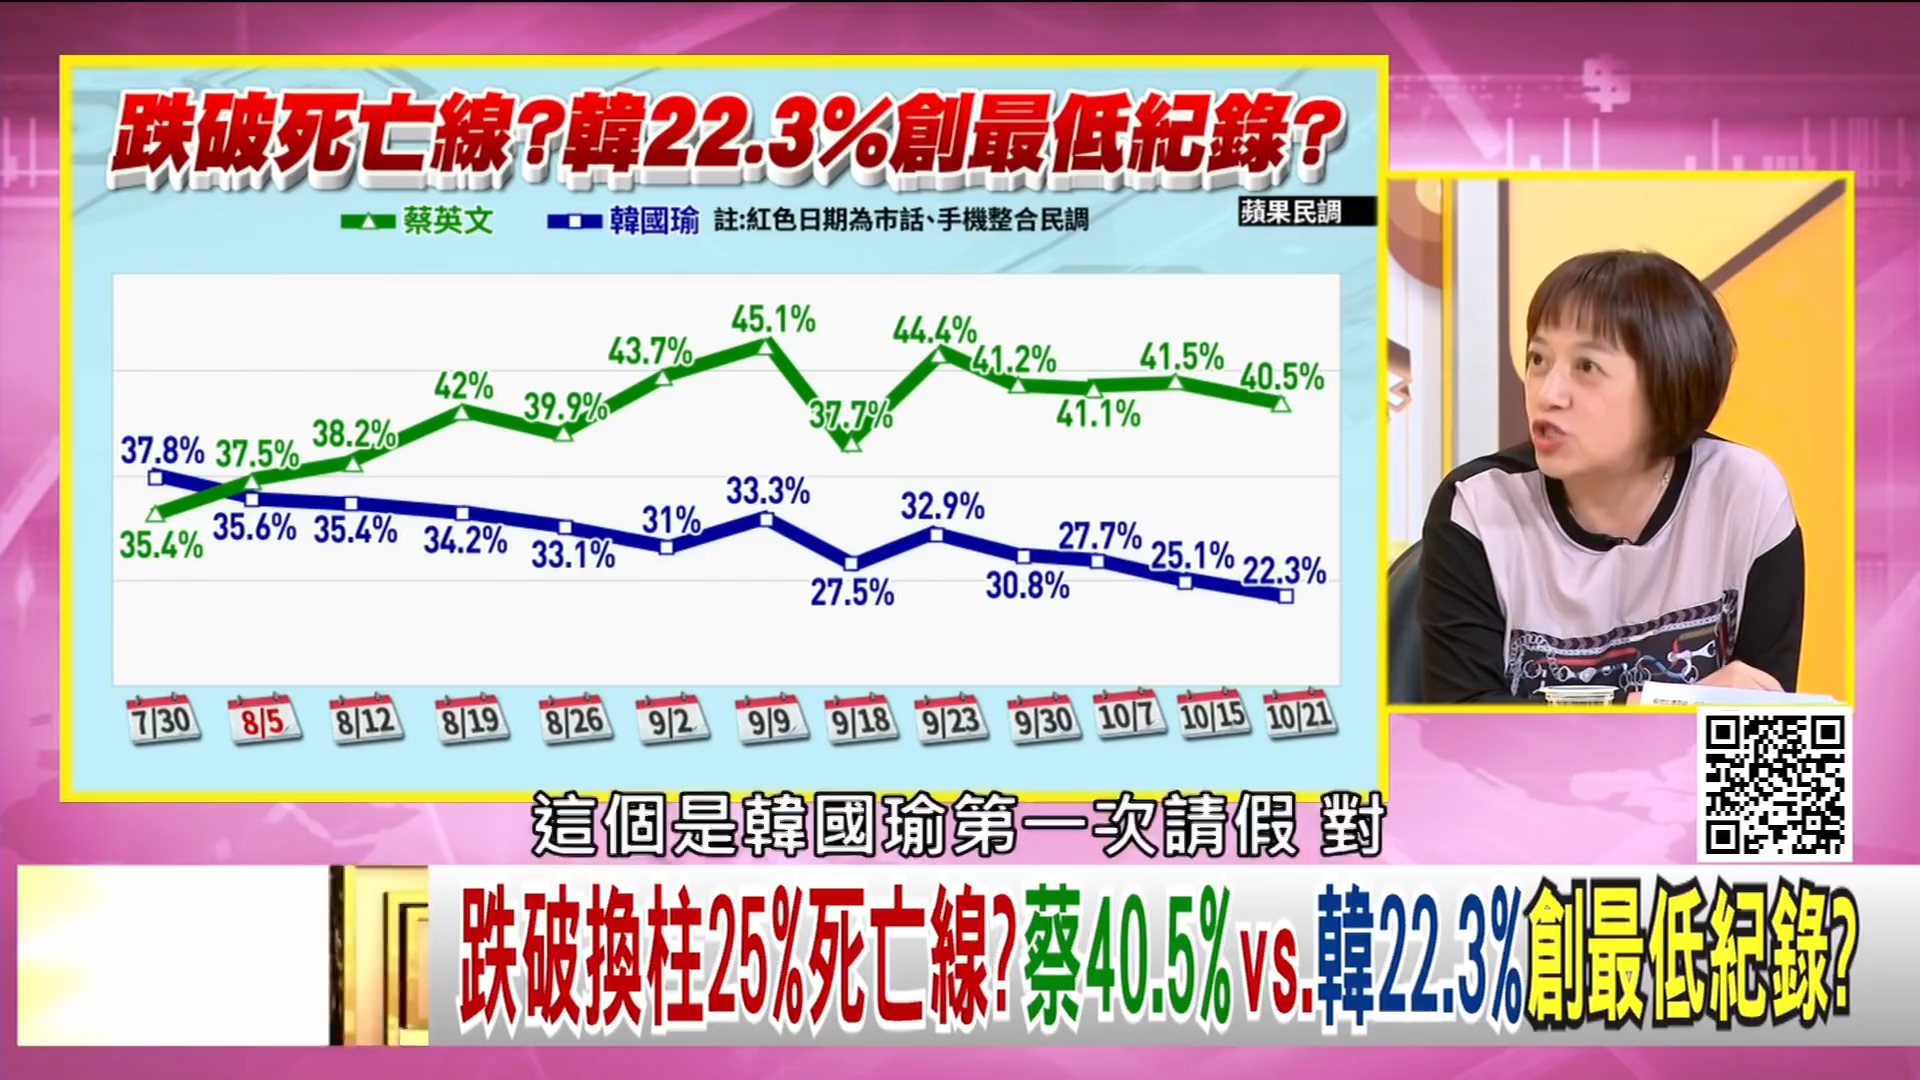 跌破死亡線?韓22.3%創最低紀錄?
蔡英文 韓國瑜 註:紅色日期為市話、手機整合民調
蘋果民調
35.4% 37.5% 38.2% 42% 39.9% 43.7% 45.1% 37.7% 44.4% 41.2% 41.1% 41.5% 40.5%
37.8% 35.6% 35.4% 34.2% 33.1% 31% 33.3% 27.5% 32.9% 30.8% 27.7% 25.1% 22.3%
7/30 8/5 8/12 8/19 8/26 9/2 9/9 9/18 9/23 9/30 10/7 10/15 10/21
這個是韓國瑜第一次請假 對
跌破換柱25%死亡線?蔡40.5%vs.韓22.3%創最低紀錄?